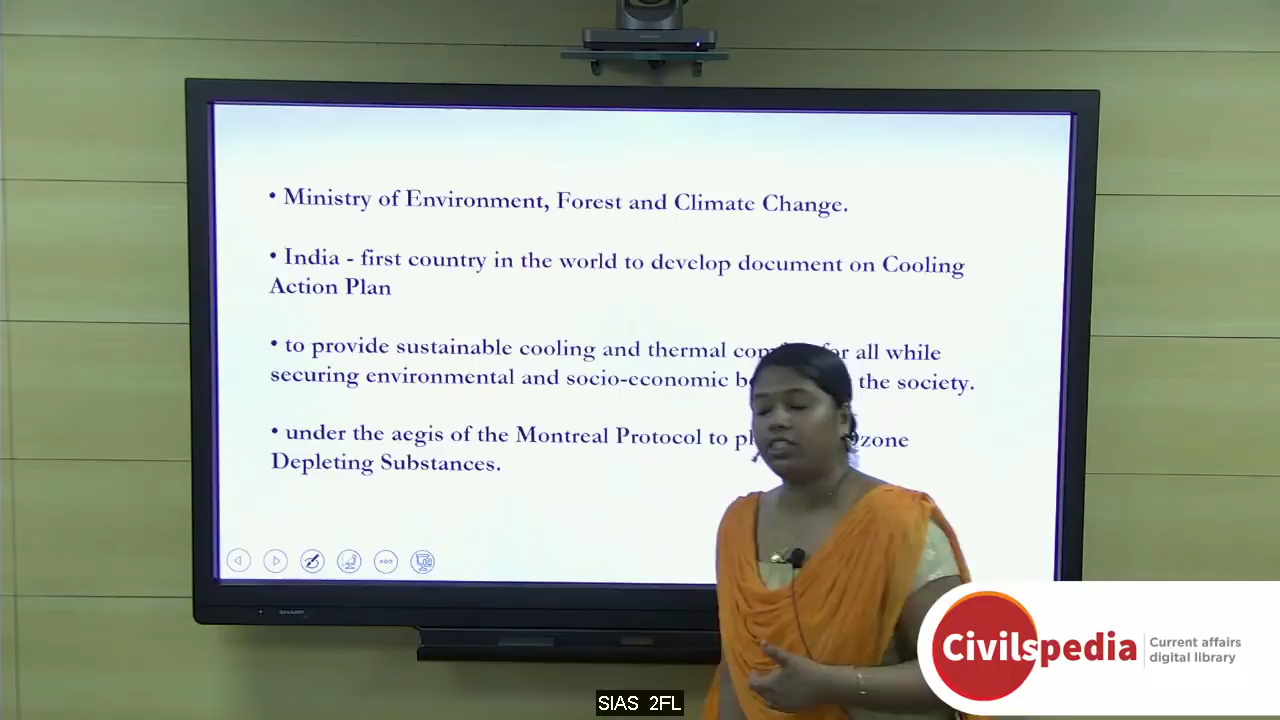 • Ministry of Environment, Forest and Climate Change.
• India - first country in the world to develop document on Cooling
Action Plan
• to provide sustainable cooling and thermal for all while
securing environmental and socio-economic the society.
• under the aegis of the Montreal Protocol to
Depleting Substances.
SHARP
Civilspedia
Current affairs
digital library
SIAS 2FL